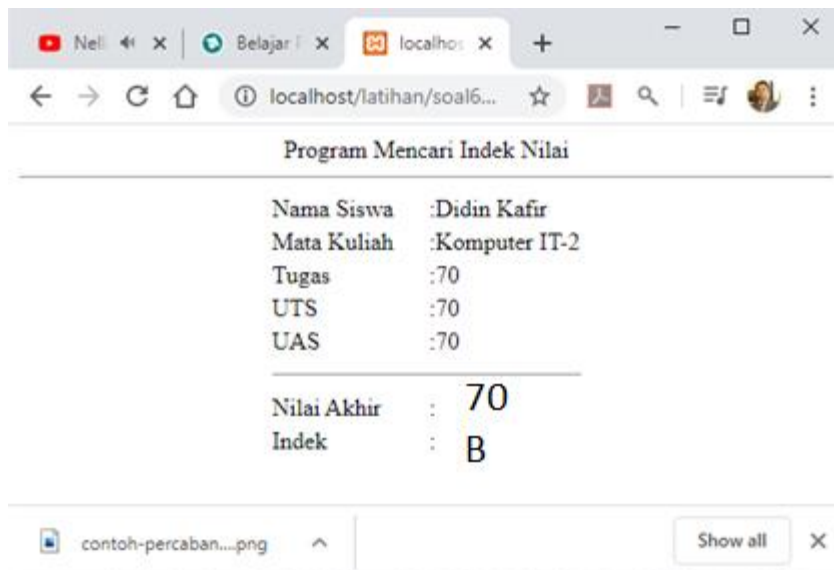 Nell
Belajar
localhos
localhost/latihan/soal6...
Program Mencari Indek Nilai
Nama Siswa :Didin Kafir
Mata Kuliah :Komputer IT-2
Tugas :70
UTS :70
UAS :70
Nilai Akhir : 70
Indek : B
contoh-percaban....png
Show all